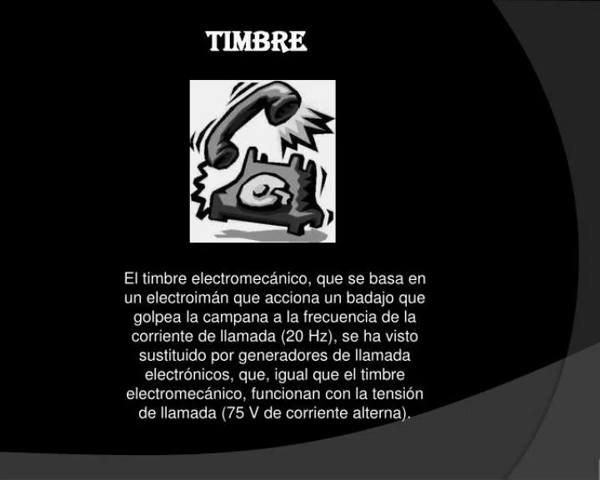 TIMBRE
El timbre electromecánico, que se basa en
un electroimán que acciona un badajo que
golpea la campana a la frecuencia de la
corriente de llamada (20 Hz), se ha visto
sustituido por generadores de llamada
electrónicos, que, igual que el timbre
electromecánico, funcionan con la tensión
de llamada (75 V de corriente alterna).